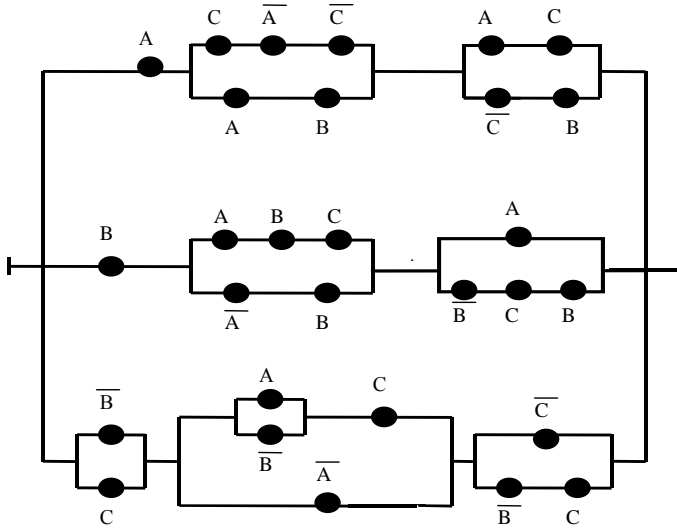 A C A̅ C̅ A C
A B C̅ B
B A B C A
A̅ B B̅ C B
B̅ A C C̅
B̅ A̅
C B̅ C